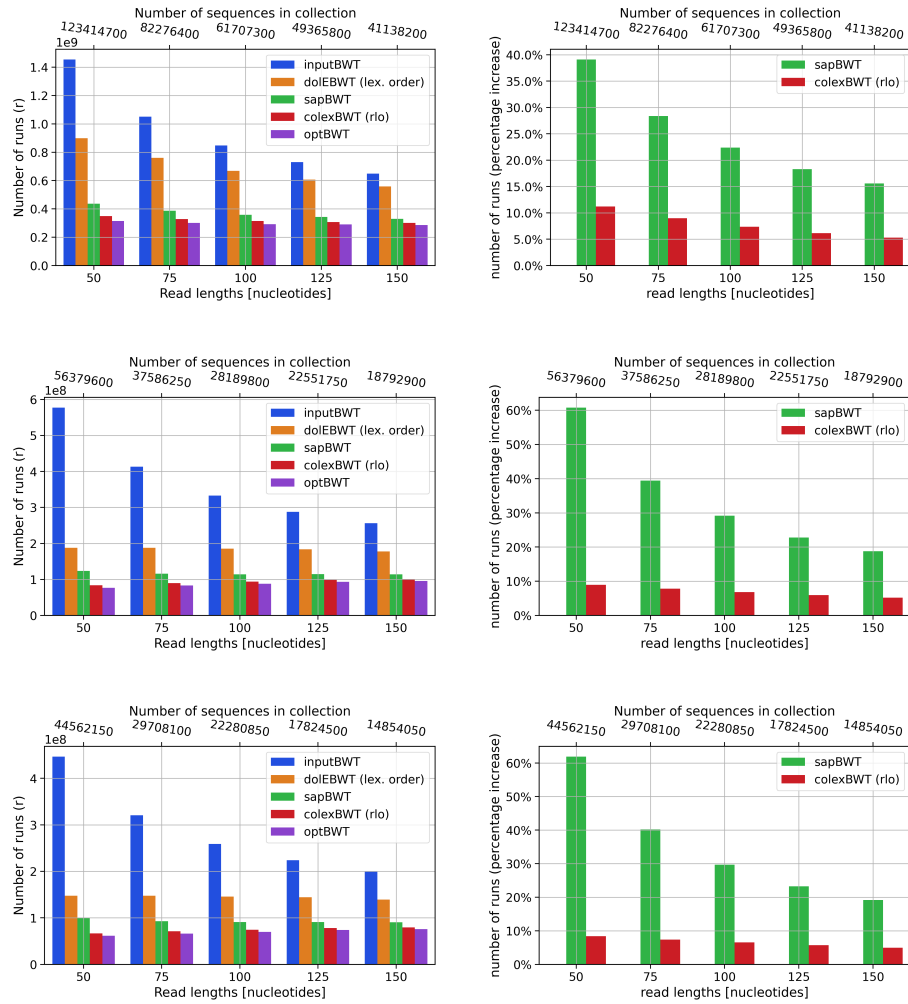 Number of sequences in collection
123414700 82276400 61707300 49365800 41138200
1e9
Number of runs (r)
1.4
1.2
1.0
0.8
0.6
0.4
0.2
0.0
inputBWT
dolEBWT (lex. order)
sapBWT
colexBWT (rlo)
optBWT
50 75 100 125 150
Read lengths [nucleotides]
Number of sequences in collection
123414700 82276400 61707300 49365800 41138200
number of runs (percentage increase)
40.0%
35.0%
30.0%
25.0%
20.0%
15.0%
10.0%
5.0%
0.0%
sapBWT
colexBWT (rlo)
50 75 100 125 150
read lengths [nucleotides]
Number of sequences in collection
56379600 37586250 28189800 22551750 18792900
1e8
Number of runs (r)
6
5
4
3
2
1
0
inputBWT
dolEBWT (lex. order)
sapBWT
colexBWT (rlo)
optBWT
50 75 100 125 150
Read lengths [nucleotides]
Number of sequences in collection
56379600 37586250 28189800 22551750 18792900
number of runs (percentage increase)
60%
50%
40%
30%
20%
10%
0%
sapBWT
colexBWT (rlo)
50 75 100 125 150
read lengths [nucleotides]
Number of sequences in collection
44562150 29708100 22280850 17824500 14854050
1e8
Number of runs (r)
4
3
2
1
0
inputBWT
dolEBWT (lex. order)
sapBWT
colexBWT (rlo)
optBWT
50 75 100 125 150
Read lengths [nucleotides]
Number of sequences in collection
44562150 29708100 22280850 17824500 14854050
number of runs (percentage increase)
60%
50%
40%
30%
20%
10%
0%
sapBWT
colexBWT (rlo)
50 75 100 125 150
read lengths [nucleotides]